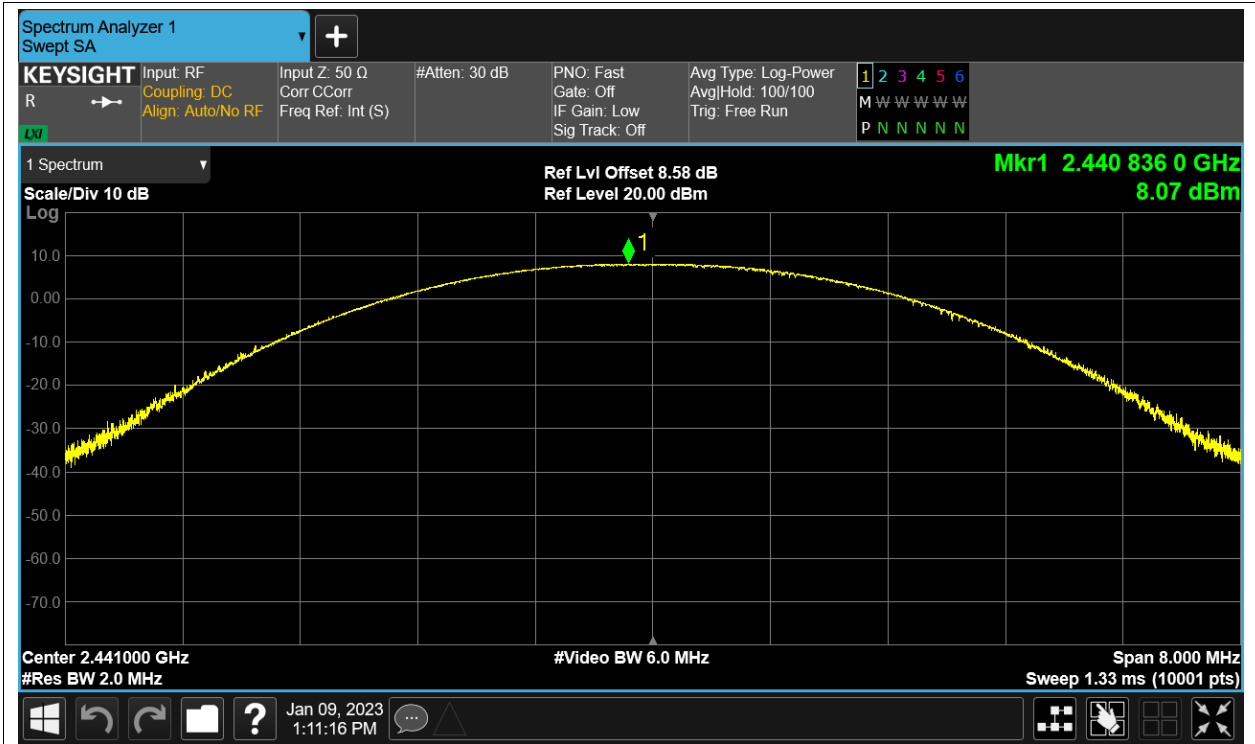 Spectrum Analyzer 1
Swept SA
KEYSIGHT
R
LXI
Input: RF
Coupling: DC
Align: Auto/No RF
Input Z: 50 Ω
Corr CCorr
Freq Ref: Int (S)
#Atten: 30 dB
PNO: Fast
Gate: Off
IF Gain: Low
Sig Track: Off
Avg Type: Log-Power
Avg|Hold: 100/100
Trig: Free Run
1 2 3 4 5 6
M W W W W W W
P N N N N N N
1 Spectrum
Scale/Div 10 dB
Log
Ref Lvl Offset 8.58 dB
Ref Level 20.00 dBm
Mkr1 2.440 836 0 GHz
8.07 dBm
1
10.0
0.00
-10.0
-20.0
-30.0
-40.0
-50.0
-60.0
-70.0
Center 2.441000 GHz
#Video BW 6.0 MHz
Span 8.000 MHz
#Res BW 2.0 MHz
Sweep 1.33 ms (10001 pts)
?
Jan 09, 2023
1:11:16 PM